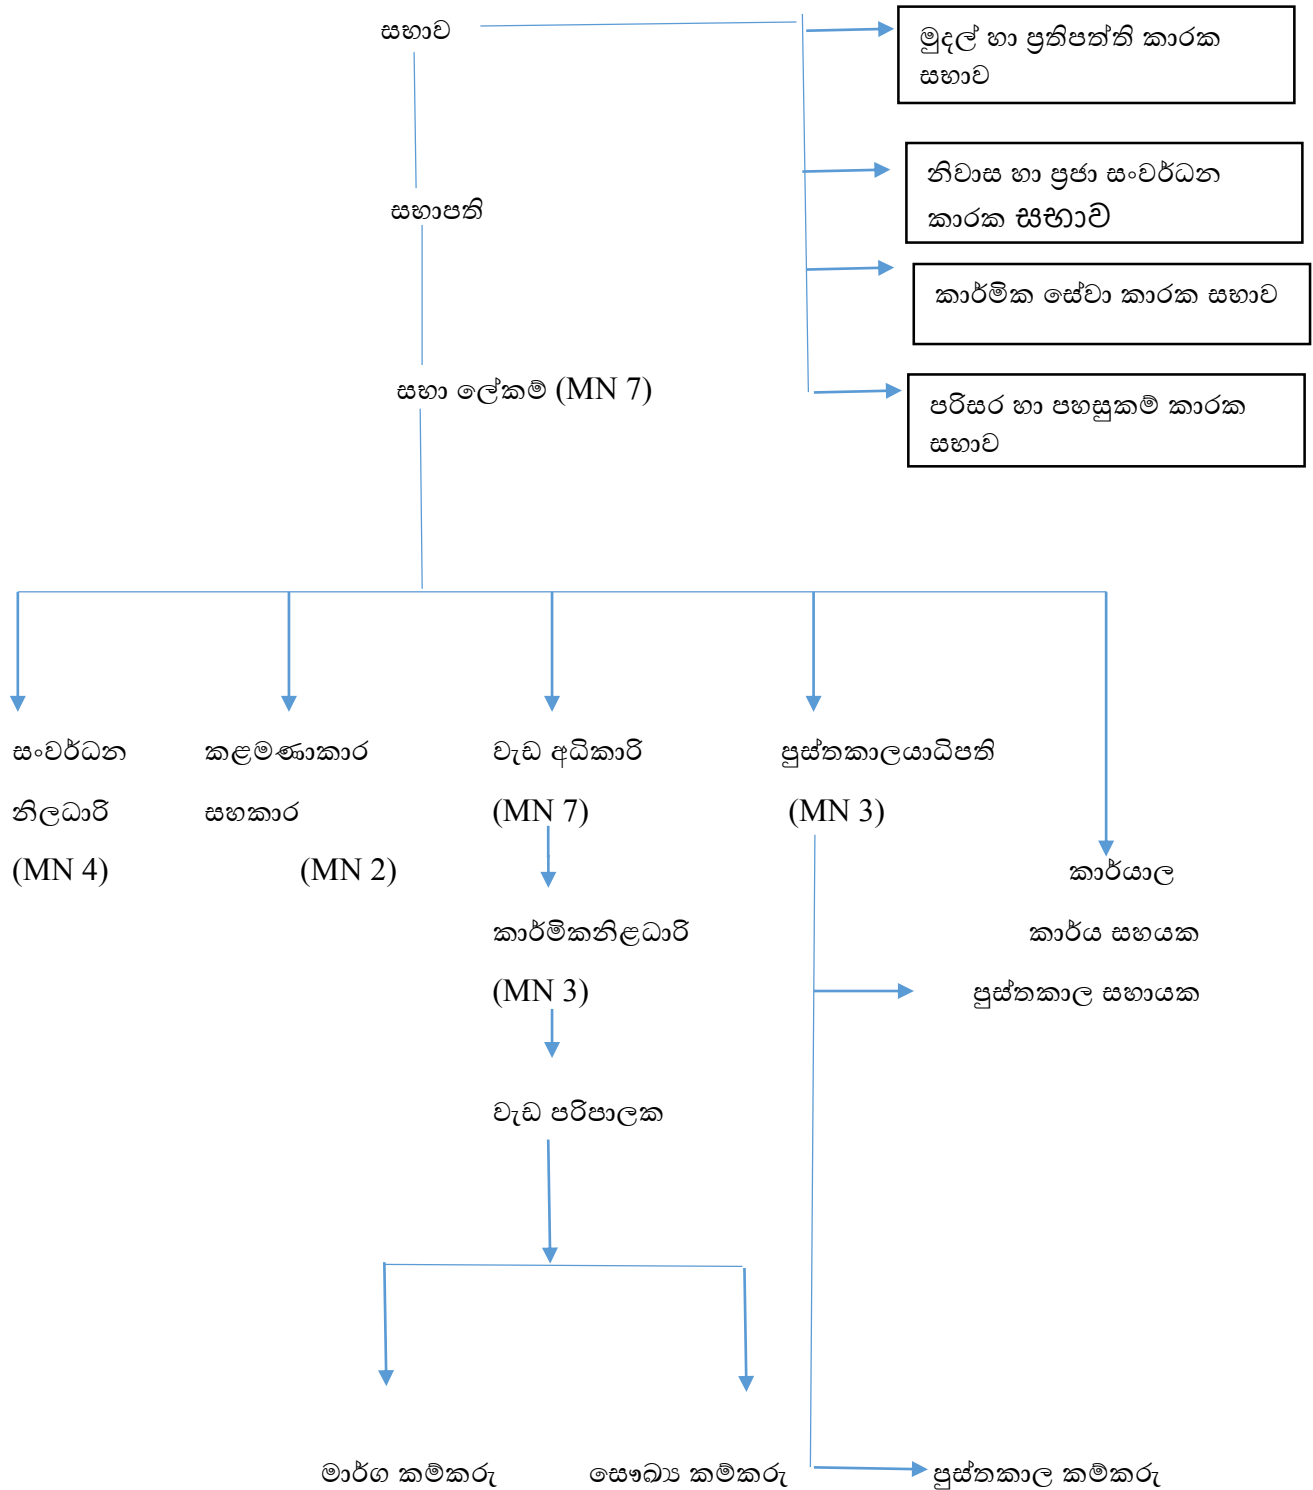 සභාව
මුදල් හා ප්‍රතිපත්ති කාරක
සභාව
නිවාස හා ප්‍රජා සංවර්ධන
කාරක සභාව
සභාපති
කාර්මික සේවා කාරක සභාව
සභා ලේකම් (MN 7)
පරිසර හා පහසුකම් කාරක
සභාව
සංවර්ධන
නිලධාරි
(MN 4)
කළමණාකාර
සහකාර
(MN 2)
වැඩ අධිකාරි
(MN 7)
පුස්තකාලයාධිපති
(MN 3)
කාර්යාල
කාර්ය සහයක
කාර්මිකනිළධාරි
(MN 3)
පුස්තකාල සහායක
වැඩ පරිපාලක
මාර්ග කම්කරු
සෞඛ්‍ය කම්කරු
පුස්තකාල කම්කරු